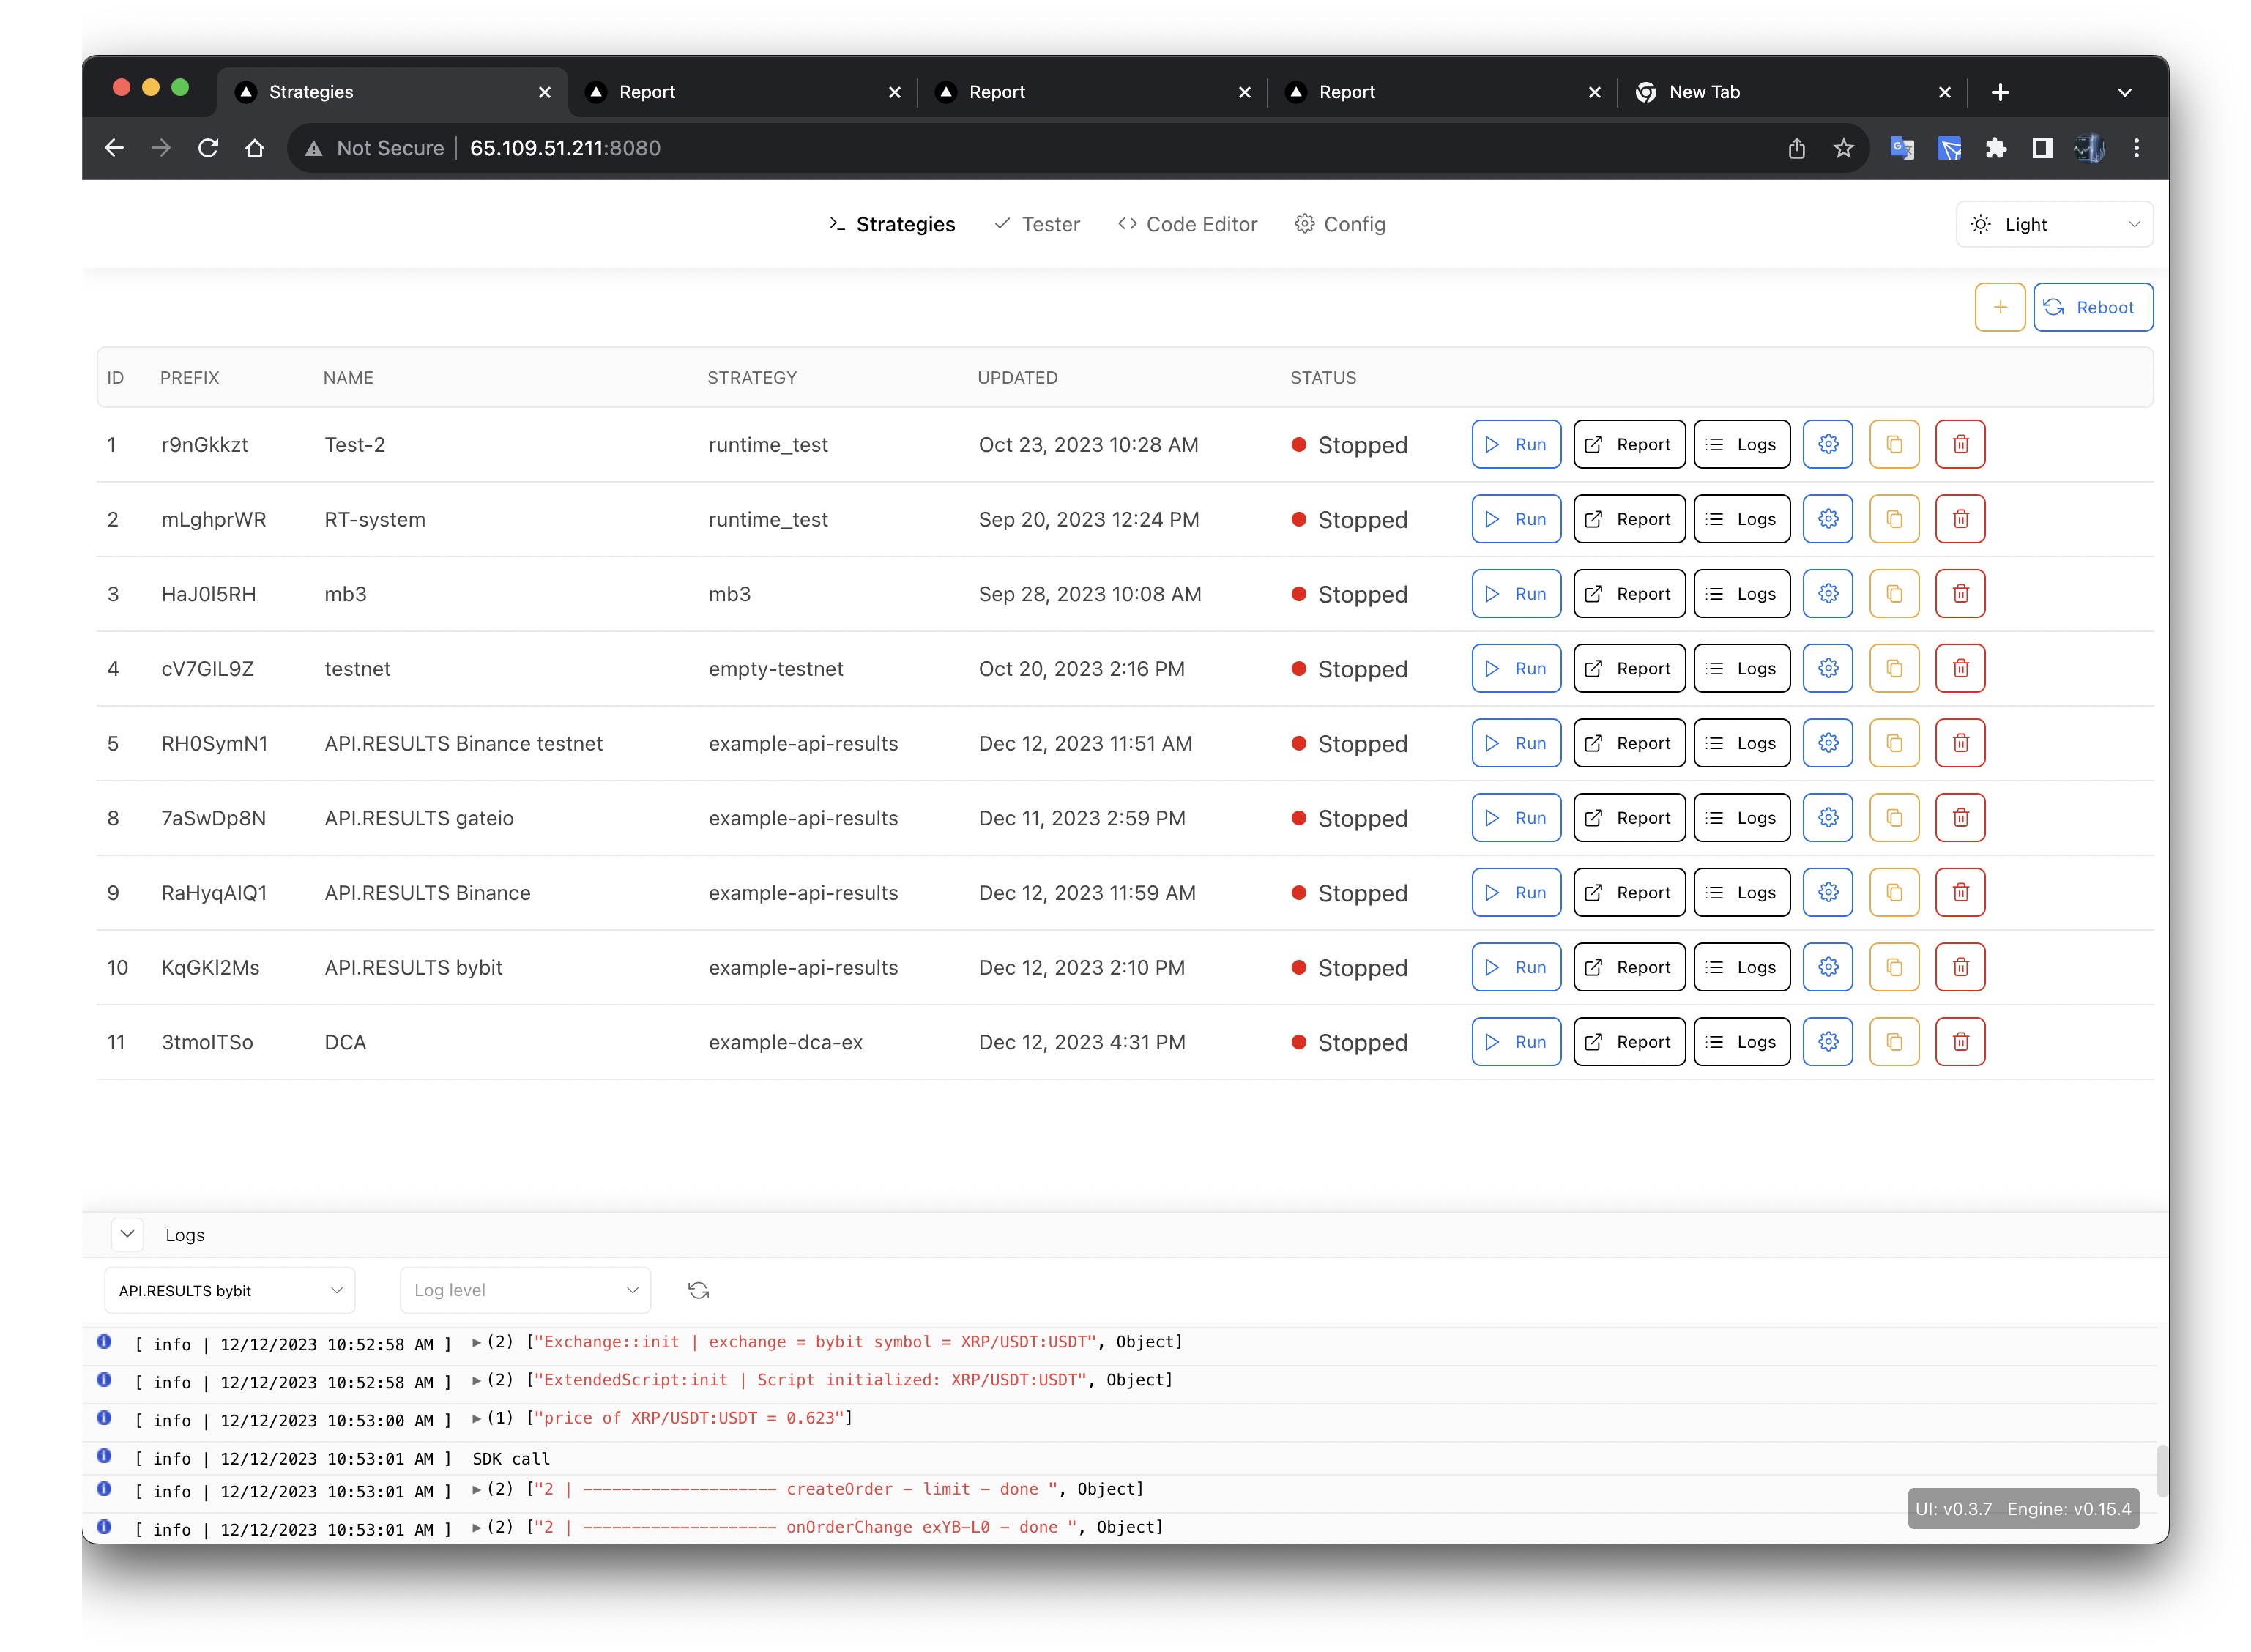 Strategies Report Report Report New Tab
Not Secure 65.109.51.211:8080
Strategies Tester Code Editor Config Light
Reboot
ID PREFIX NAME STRATEGY UPDATED STATUS
1 r9nGkkzt Test-2 runtime_test Oct 23, 2023 10:28 AM Stopped Run Report Logs
2 mLghprWR RT-system runtime_test Sep 20, 2023 12:24 PM Stopped Run Report Logs
3 HaJ0I5RH mb3 mb3 Sep 28, 2023 10:08 AM Stopped Run Report Logs
4 cV7GIL9Z testnet empty-testnet Oct 20, 2023 2:16 PM Stopped Run Report Logs
5 RH0SymN1 API.RESULTS Binance testnet example-api-results Dec 12, 2023 11:51 AM Stopped Run Report Logs
8 7aSwDp8N API.RESULTS gateio example-api-results Dec 11, 2023 2:59 PM Stopped Run Report Logs
9 RaHyqAIQ1 API.RESULTS Binance example-api-results Dec 12, 2023 11:59 AM Stopped Run Report Logs
10 KqGKl2Ms API.RESULTS bybit example-api-results Dec 12, 2023 2:10 PM Stopped Run Report Logs
11 3tmoITSo DCA example-dca-ex Dec 12, 2023 4:31 PM Stopped Run Report Logs
Logs
API.RESULTS bybit Log level
[ info | 12/12/2023 10:52:58 AM ] ▶ (2) ["Exchange::init | exchange = bybit symbol = XRP/USDT:USDT", Object]
[ info | 12/12/2023 10:52:58 AM ] ▶ (2) ["ExtendedScript:init | Script initialized: XRP/USDT:USDT", Object]
[ info | 12/12/2023 10:53:00 AM ] ▶ (1) ["price of XRP/USDT:USDT = 0.623"]
[ info | 12/12/2023 10:53:01 AM ] SDK call
[ info | 12/12/2023 10:53:01 AM ] ▶ (2) ["2 | -------------------- createOrder - limit - done ", Object]
[ info | 12/12/2023 10:53:01 AM ] ▶ (2) ["2 | -------------------- onOrderChange exYB-L0 - done ", Object]
UI: v0.3.7 Engine: v0.15.4